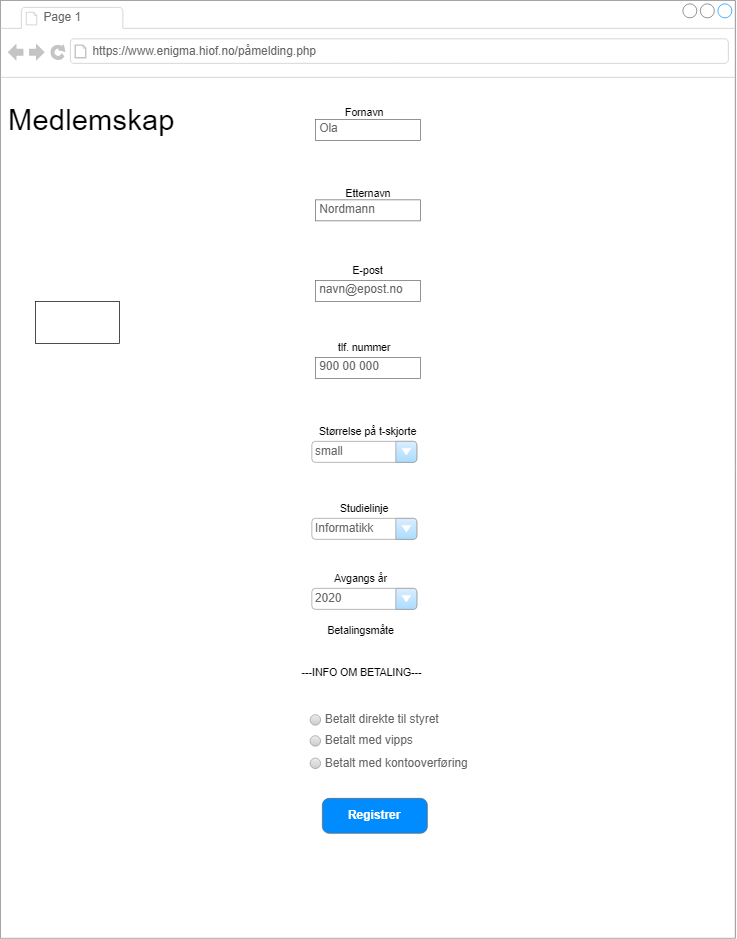 Page 1
https://www.enigma.hiof.no/påmelding.php
Medlemskap
Fornavn
Ola
Etternavn
Nordmann
E-post
navn@epost.no
tlf. nummer
900 00 000
Størrelse på t-skjorte
small
Studielinje
Informatikk
Avgangs år
2020
Betalingsmåte
---INFO OM BETALING---
Betalt direkte til styret
Betalt med vipps
Betalt med kontooverføring
Registrer